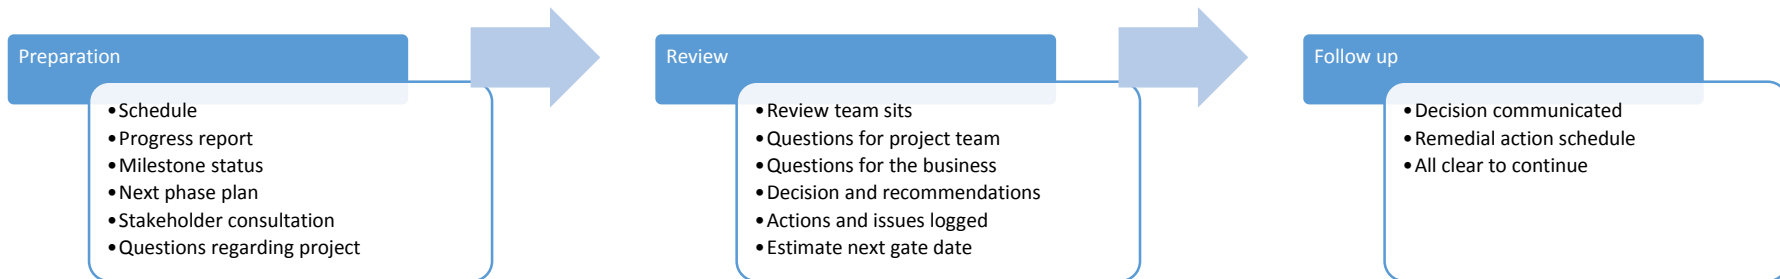 Preparation
•Schedule
•Progress report
•Milestone status
•Next phase plan
•Stakeholder consultation
•Questions regarding project
Review
•Review team sits
•Questions for project team
•Questions for the business
•Decision and recommendations
•Actions and issues logged
•Estimate next gate date
Follow up
•Decision communicated
•Remedial action schedule
•All clear to continue